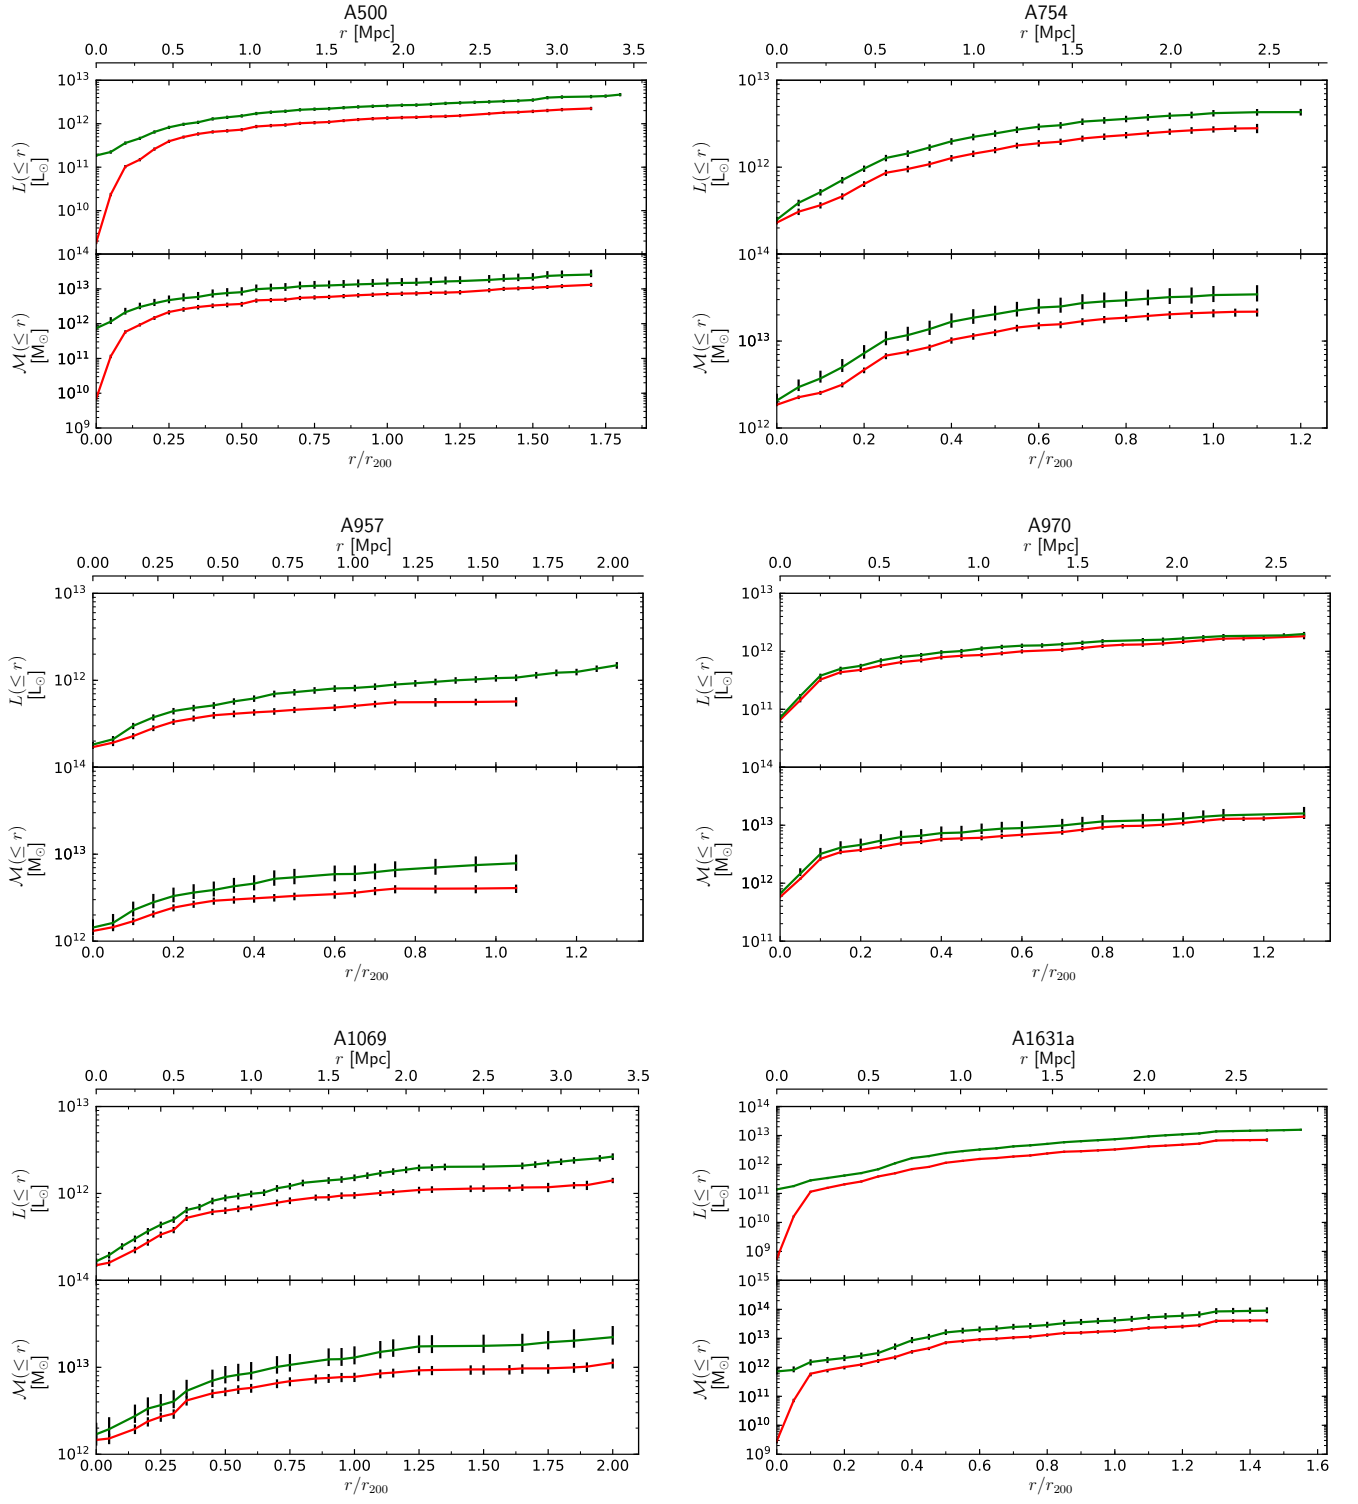 A500
r [Mpc]
0.0 0.5 1.0 1.5 2.0 2.5 3.0 3.5
10^13
10^12
10^11
10^10
10^14
L(≤ r)
[L⊙]
10^13
10^12
10^11
10^10
10^9
M(≤ r)
[M⊙]
0.00 0.25 0.50 0.75 1.00 1.25 1.50 1.75
r/r200
A754
r [Mpc]
0.0 0.5 1.0 1.5 2.0 2.5
10^13
10^12
10^14
L(≤ r)
[L⊙]
10^13
10^12
M(≤ r)
[M⊙]
0.0 0.2 0.4 0.6 0.8 1.0 1.2
r/r200
A957
r [Mpc]
0.00 0.25 0.50 0.75 1.00 1.25 1.50 1.75 2.00
10^13
10^12
10^14
L(≤ r)
[L⊙]
10^13
10^12
M(≤ r)
[M⊙]
0.0 0.2 0.4 0.6 0.8 1.0 1.2
r/r200
A970
r [Mpc]
0.0 0.5 1.0 1.5 2.0 2.5
10^13
10^12
10^11
10^14
L(≤ r)
[L⊙]
10^13
10^12
10^11
M(≤ r)
[M⊙]
0.0 0.2 0.4 0.6 0.8 1.0 1.2
r/r200
A1069
r [Mpc]
0.0 0.5 1.0 1.5 2.0 2.5 3.0 3.5
10^13
10^12
10^14
L(≤ r)
[L⊙]
10^13
10^12
M(≤ r)
[M⊙]
0.00 0.25 0.50 0.75 1.00 1.25 1.50 1.75 2.00
r/r200
A1631a
r [Mpc]
0.0 0.5 1.0 1.5 2.0 2.5
10^14
10^13
10^12
10^11
10^10
10^9
10^15
L(≤ r)
[L⊙]
10^14
10^13
10^12
10^11
10^10
10^9
M(≤ r)
[M⊙]
0.0 0.2 0.4 0.6 0.8 1.0 1.2 1.4 1.6
r/r200